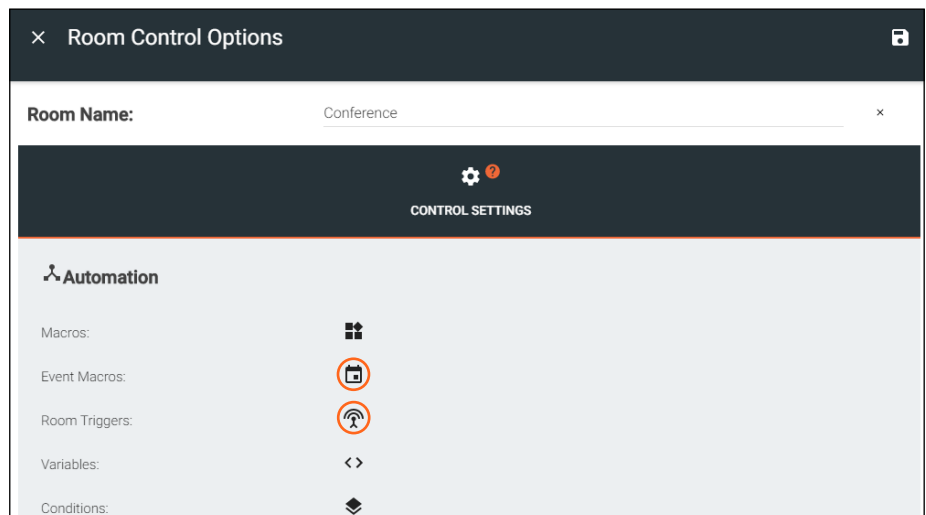 Room Control Options
Room Name: Conference
?
CONTROL SETTINGS
Automation
Macros:
Event Macros:
Room Triggers:
Variables:
Conditions: